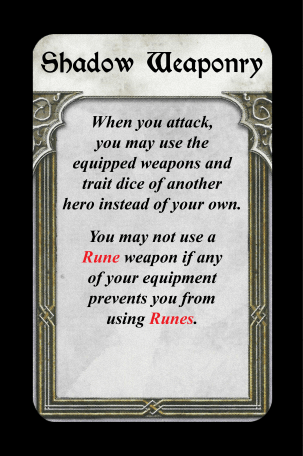 Shadow Weaponry
When you attack,
you may use the
equipped weapons and
trait dice of another
hero instead of your own.
You may not use a
Rune weapon if any
of your equipment
prevents you from
using Runes.